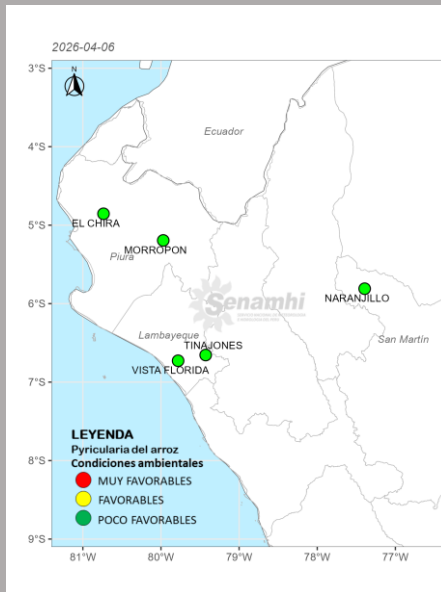 2026-04-06
3°S
N
Ecuador
4°S
5°S
EL CHIRA
MORROPON
Piura
6°S
NARANJILLO
Senamhi
Lambayeque
TINAJONES
San Martín
VISTA FLORIDA
7°S
LEYENDA
Pyricularia del arroz
Condiciones ambientales
MUY FAVORABLES
8°S
FAVORABLES
POCO FAVORABLES
9°S
81°W 80°W 79°W 78°W 77°W